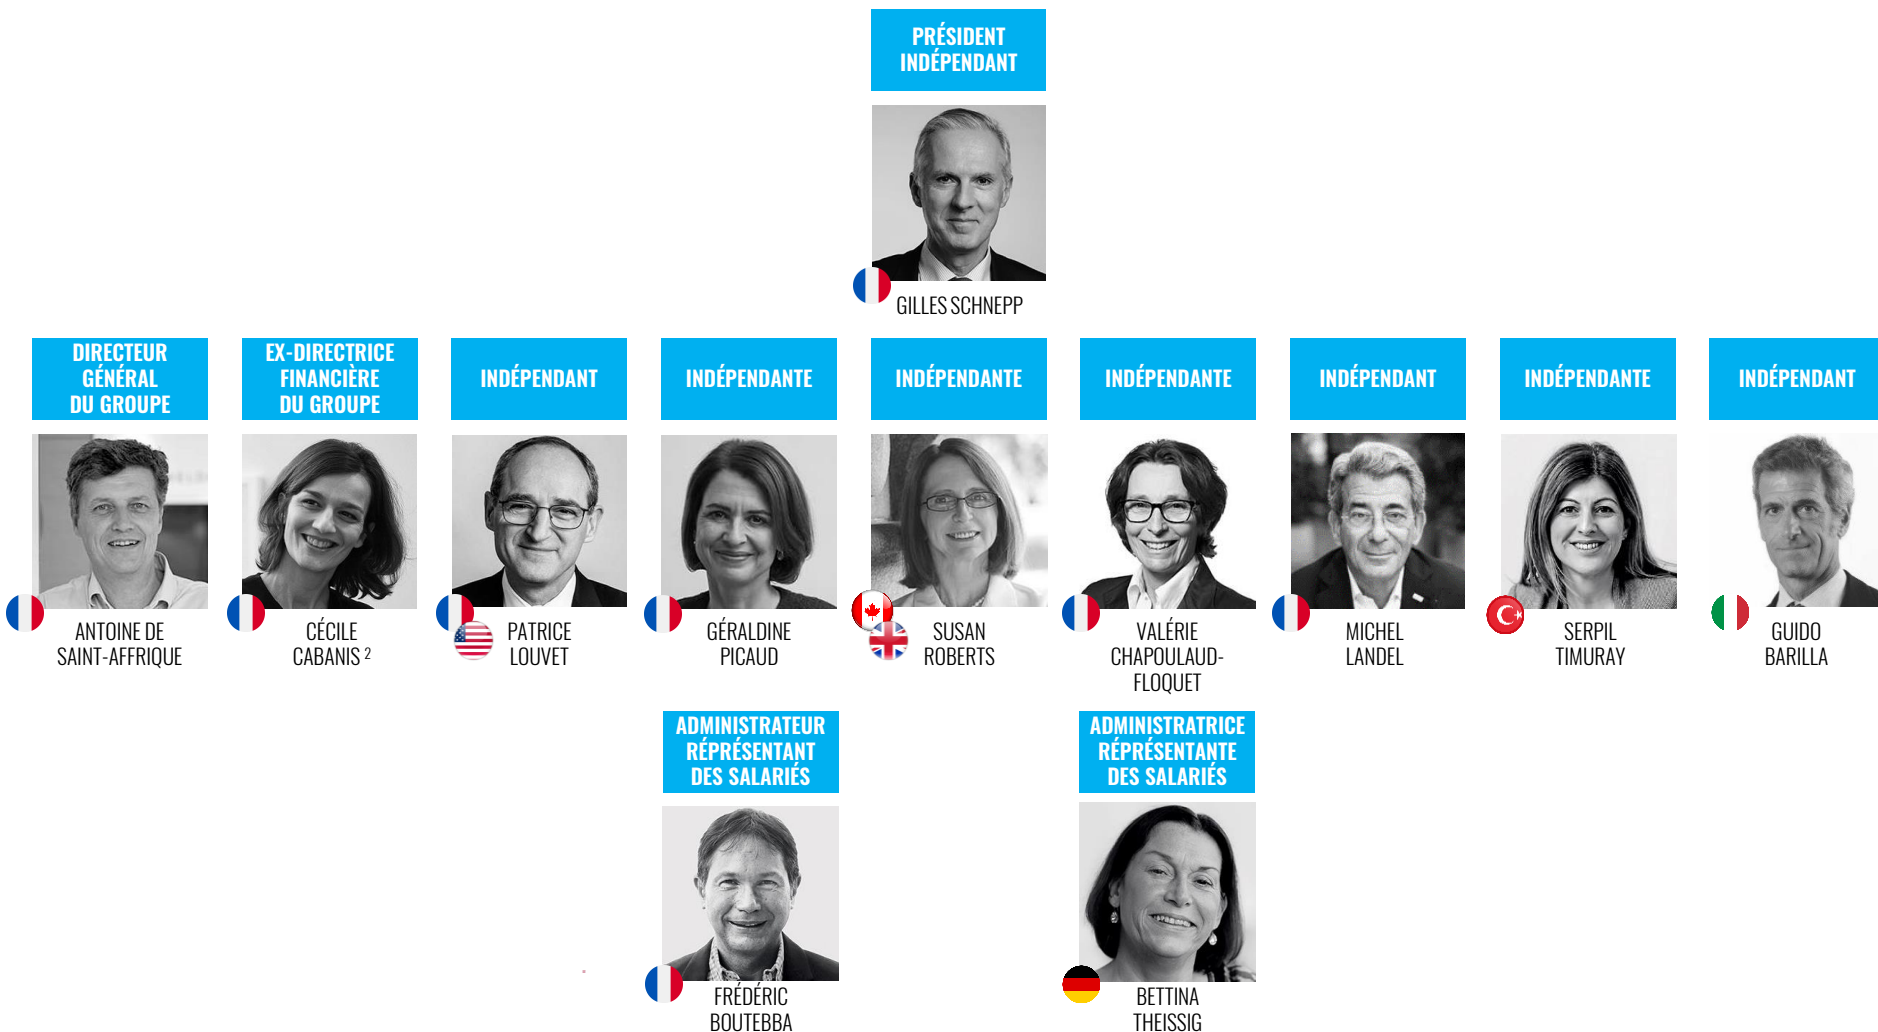 PRÉSIDENT
INDÉPENDANT
GILLES SCHNEPP
DIRECTEUR
GÉNÉRAL
DU GROUPE
EX-DIRECTRICE
FINANCIÈRE
DU GROUPE
INDÉPENDANT
INDÉPENDANTE
INDÉPENDANTE
INDÉPENDANTE
INDÉPENDANT
INDÉPENDANTE
INDÉPENDANT
ANTOINE DE
SAINT-AFFRIQUE
CÉCILE
CABANIS 2
PATRICE
LOUVET
GÉRALDINE
PICAUD
SUSAN
ROBERTS
VALÉRIE
CHAPOULAUD-
FLOQUET
MICHEL
LANDEL
SERPIL
TIMURAY
GUIDO
BARILLA
ADMINISTRATEUR
RÉPRÉSENTANT
DES SALARIÉS
ADMINISTRATRICE
RÉPRÉSENTANTE
DES SALARIÉS
FRÉDÉRIC
BOUTEBBA
BETTINA
THEISSIG